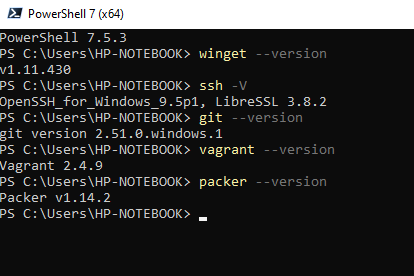 PowerShell 7 (x64)
PowerShell 7.5.3
PS C:\Users\HP-NOTEBOOK> winget --version
v1.11.430
PS C:\Users\HP-NOTEBOOK> ssh -V
OpenSSH_for_Windows_9.5p1, LibreSSL 3.8.2
PS C:\Users\HP-NOTEBOOK> git --version
git version 2.51.0.windows.1
PS C:\Users\HP-NOTEBOOK> vagrant --version
Vagrant 2.4.9
PS C:\Users\HP-NOTEBOOK> packer --version
Packer v1.14.2
PS C:\Users\HP-NOTEBOOK>